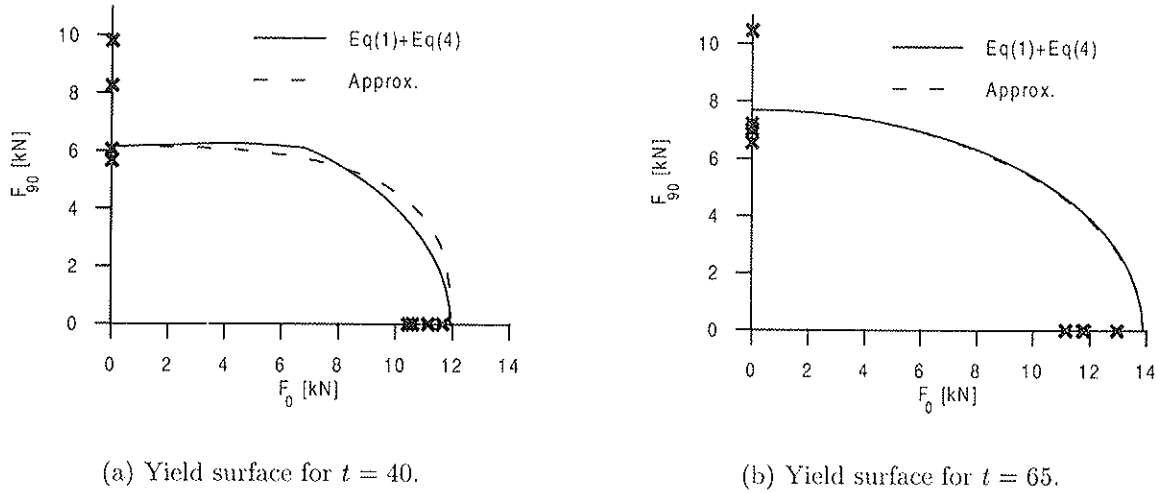 10
8
6
4
2
0
F90 [kN]
Eq(1)+Eq(4)
Approx.
0 2 4 6 8 10 12 14
F0 [kN]
(a) Yield surface for t = 40.
10
8
6
4
2
0
F90 [kN]
Eq(1)+Eq(4)
Approx.
0 2 4 6 8 10 12 14
F0 [kN]
(b) Yield surface for t = 65.